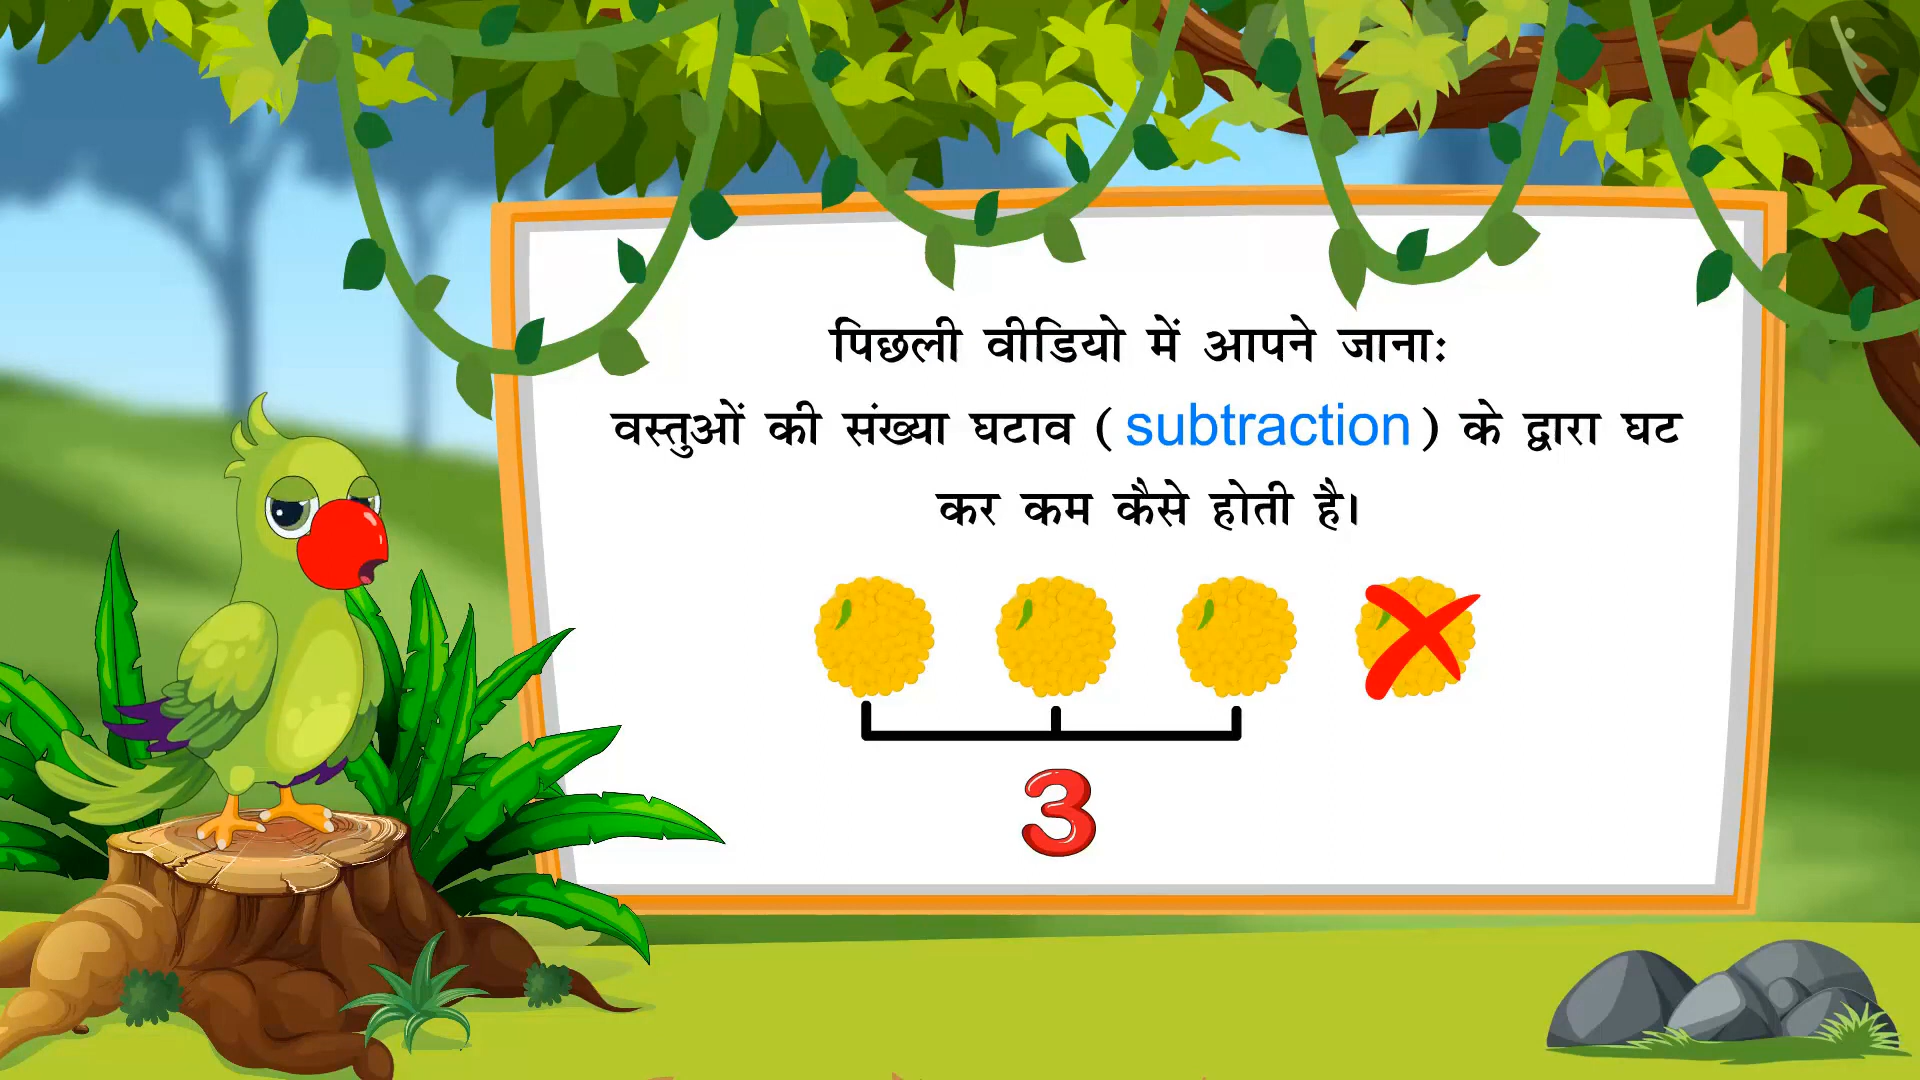 पिछली वीडियो में आपने जाना:
वस्तुओं की संख्या घटाव (subtraction) के द्वारा घट
कर कम कैसे होती है।
3